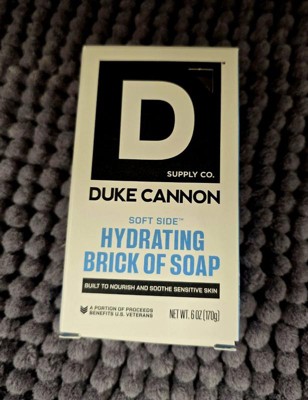 D
SUPPLY CO.
DUKE CANNON
SOFT SIDE™
HYDRATING
BRICK OF SOAP
BUILT TO NOURISH AND SOOTHE SENSITIVE SKIN
A PORTION OF PROCEEDS
BENEFITS U.S. VETERANS
NET WT. 6 OZ (170g)